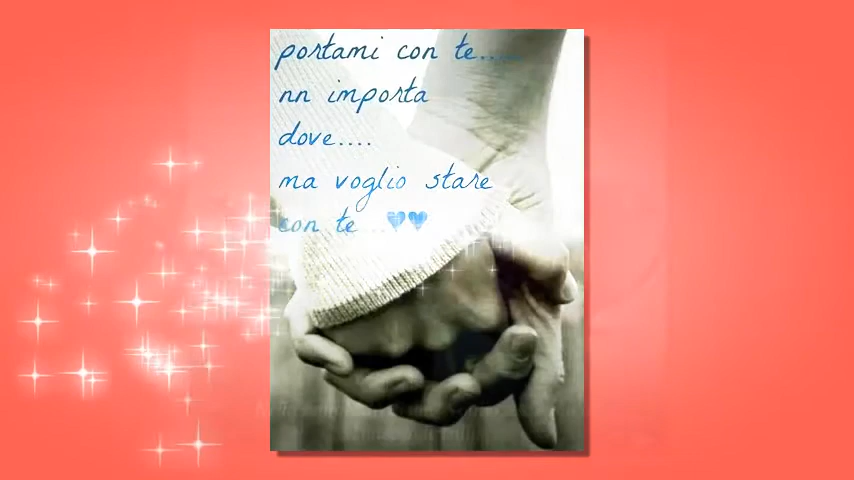 portami con te....
nn importa
dove....
ma voglio stare
con te...♥♥